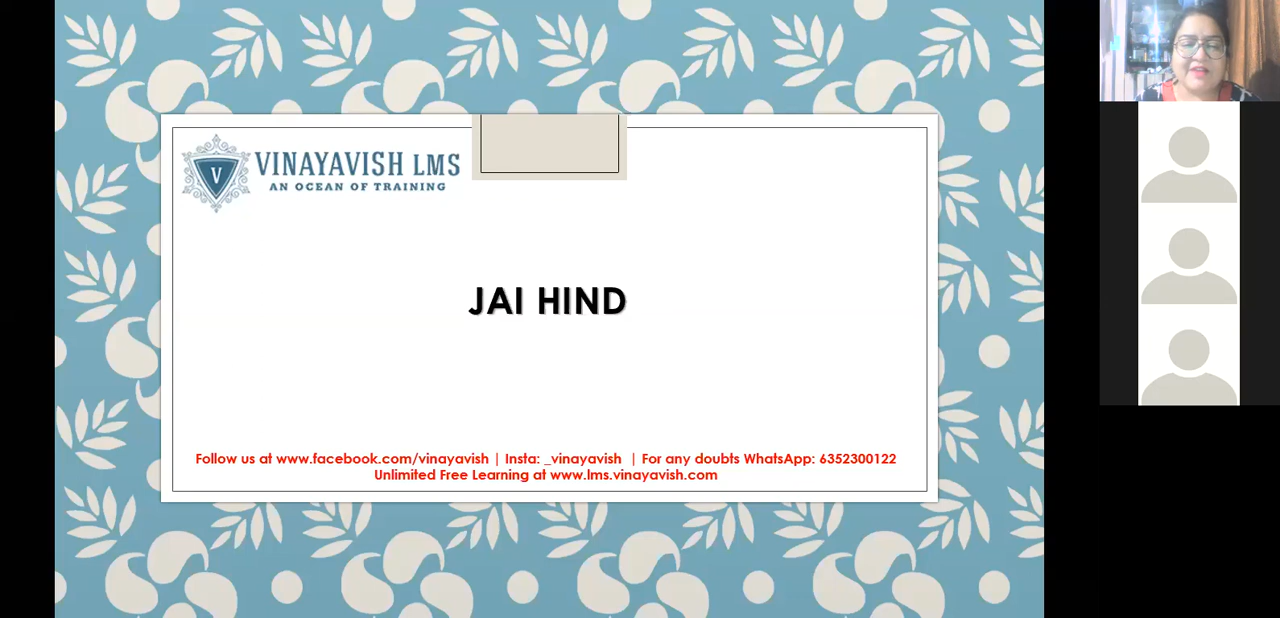 V
VINAYAVISH LMS
AN OCEAN OF TRAINING
JAI HIND
Follow us at www.facebook.com/vinayavish | Insta: _vinayavish | For any doubts WhatsApp: 6352300122
Unlimited Free Learning at www.lms.vinayavish.com